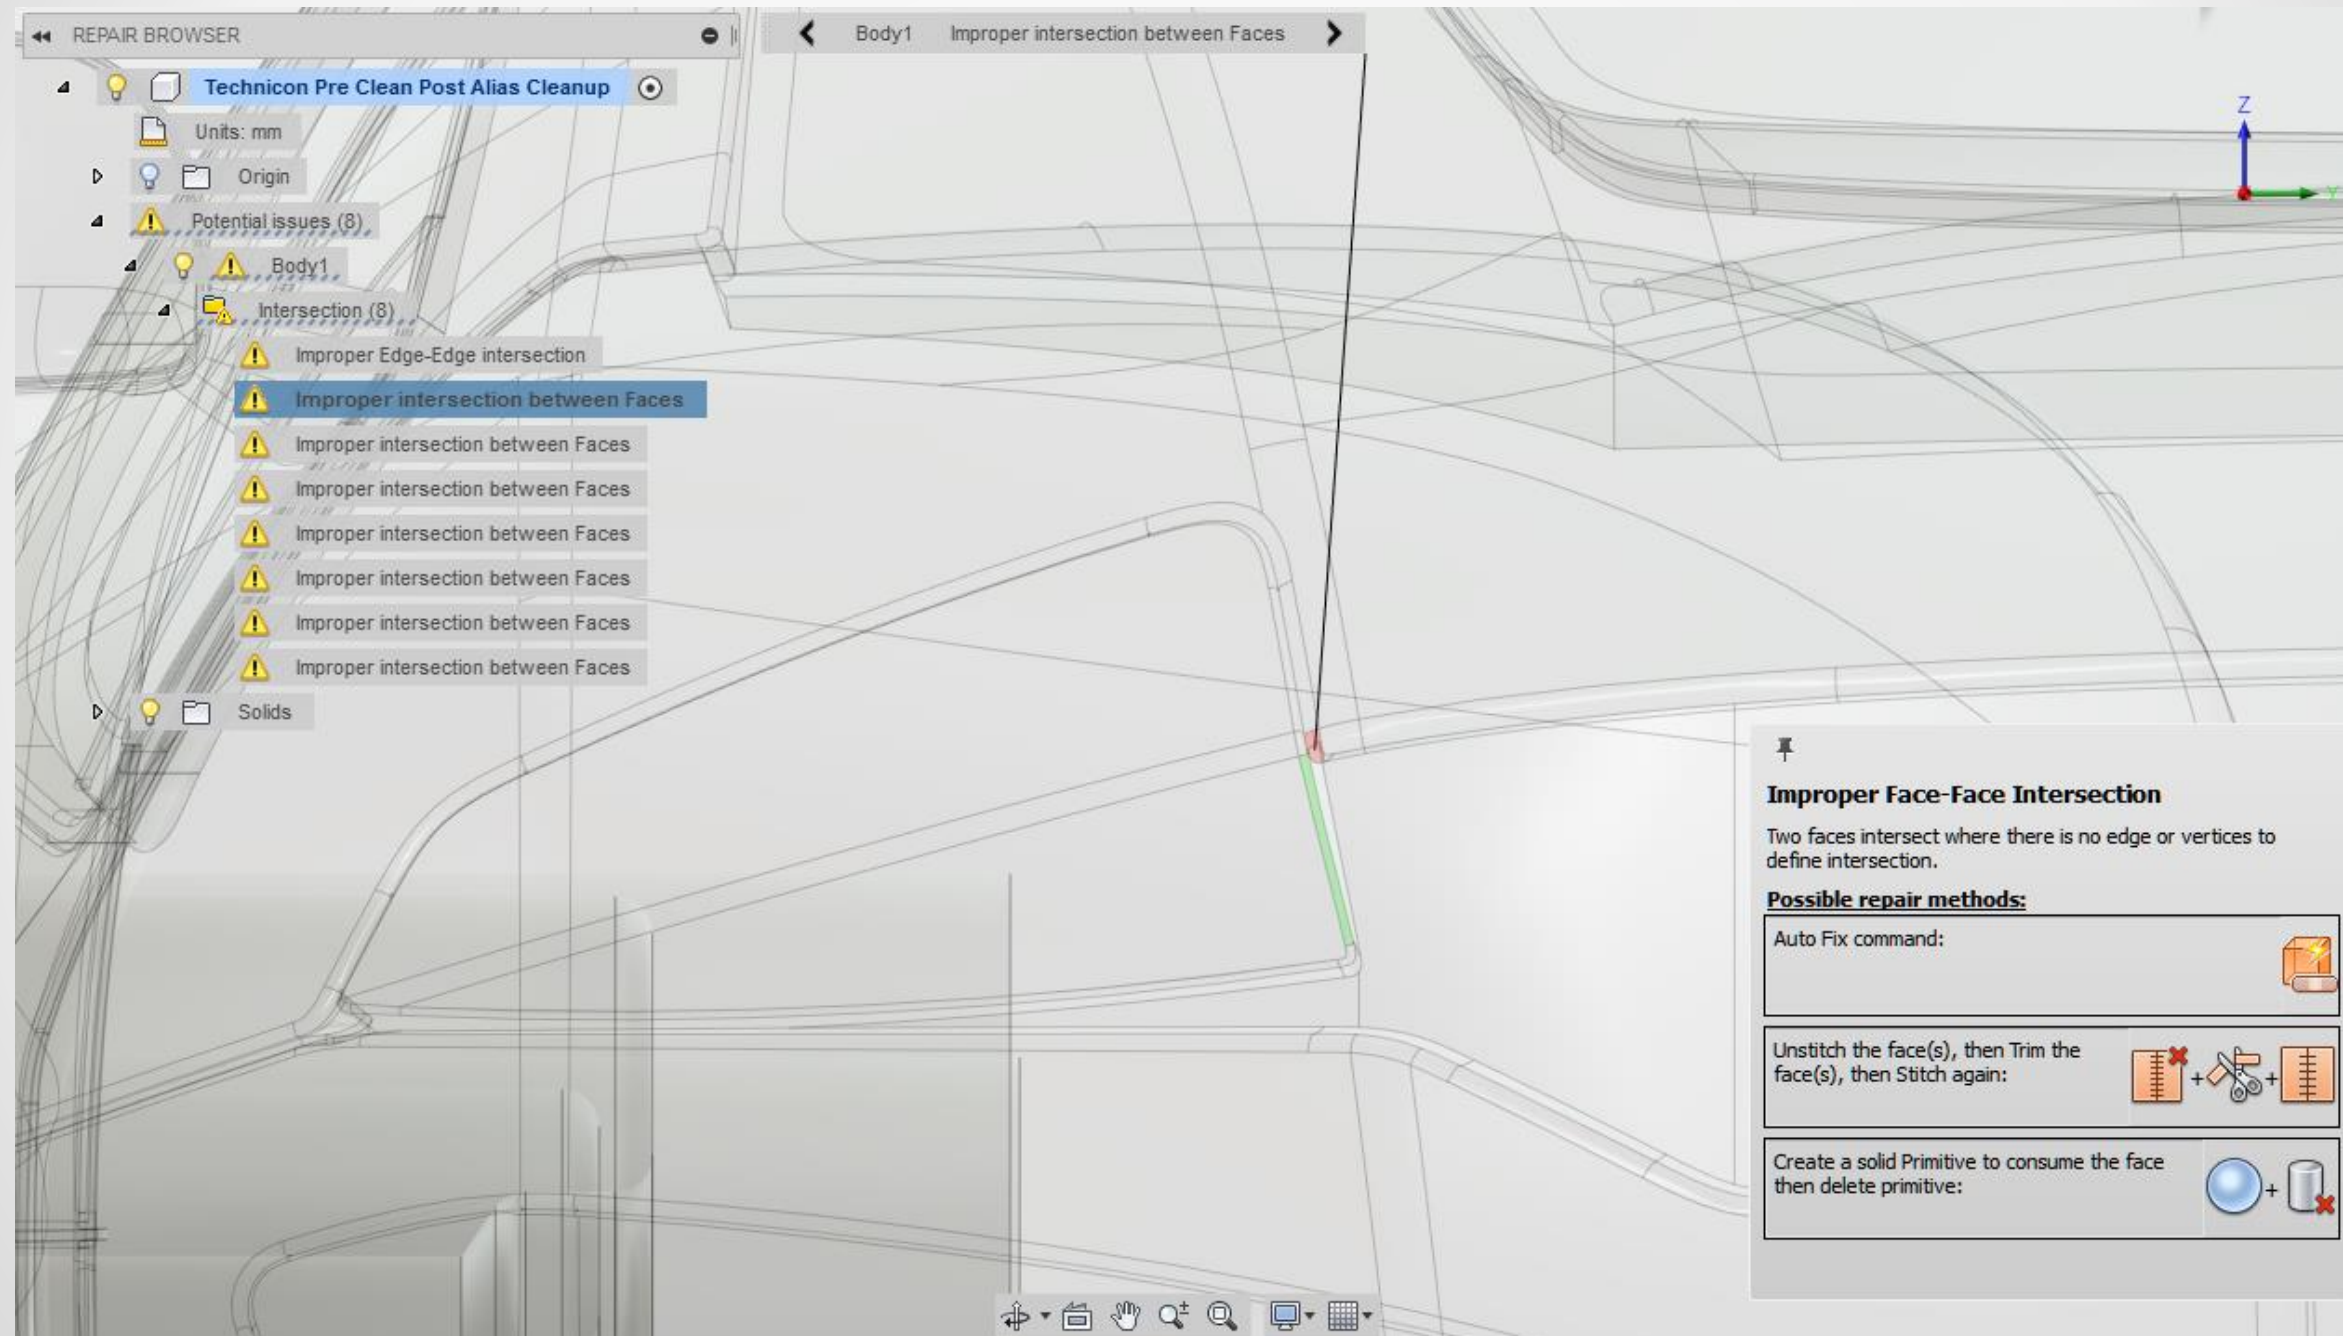 REPAIR BROWSER
Body1 Improper intersection between Faces
Technicon Pre Clean Post Alias Cleanup
Units: mm
Origin
Potential issues (8)
Body1
Intersection (8)
Improper Edge-Edge intersection
Improper intersection between Faces
Improper intersection between Faces
Improper intersection between Faces
Improper intersection between Faces
Improper intersection between Faces
Improper intersection between Faces
Improper intersection between Faces
Solids
Z
Y
Improper Face-Face Intersection
Two faces intersect where there is no edge or vertices to
define intersection.
Possible repair methods:
Auto Fix command:
Unstitch the face(s), then Trim the
face(s), then Stitch again:
+ +
Create a solid Primitive to consume the face
then delete primitive:
+